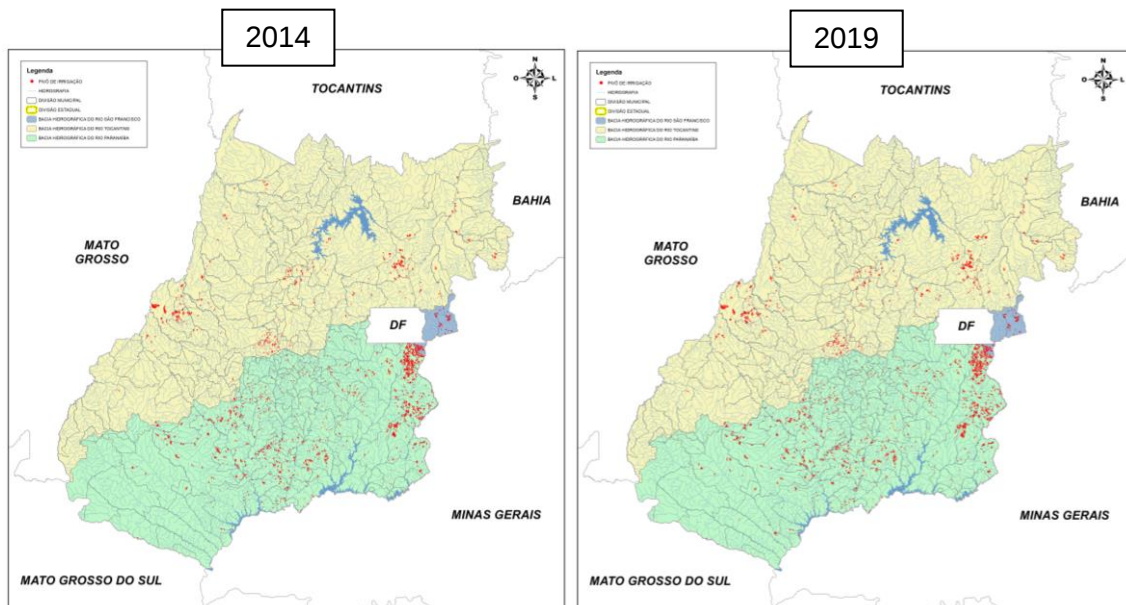 2014
Legenda
PIVÔ DE IRRIGAÇÃO
HIDROGRAFIA
DIVISÃO MUNICIPAL
DIVISÃO ESTADUAL
BACIA HIDROGRÁFICA DO RIO SÃO FRANCISCO
BACIA HIDROGRÁFICA DO RIO TOCANTINS
BACIA HIDROGRÁFICA DO RIO PARANAÍBA
N
O L
S
TOCANTINS
BAHIA
MATO
GROSSO
DF
MINAS GERAIS
MATO GROSSO DO SUL
2019
Legenda
PIVÔ DE IRRIGAÇÃO
HIDROGRAFIA
DIVISÃO MUNICIPAL
DIVISÃO ESTADUAL
BACIA HIDROGRÁFICA DO RIO SÃO FRANCISCO
BACIA HIDROGRÁFICA DO RIO TOCANTINS
BACIA HIDROGRÁFICA DO RIO PARANAÍBA
N
O L
S
TOCANTINS
BAHIA
MATO
GROSSO
DF
MINAS GERAIS
MATO GROSSO DO SUL